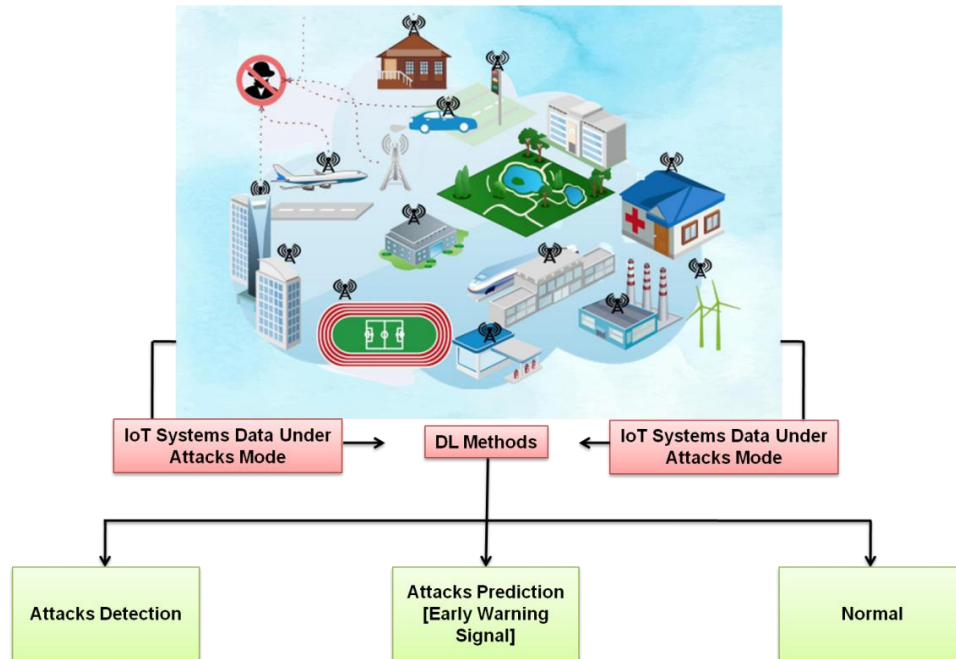 IoT Systems Data Under
Attacks Mode
DL Methods
IoT Systems Data Under
Attacks Mode
Attacks Detection
Attacks Prediction
[Early Warning
Signal]
Normal